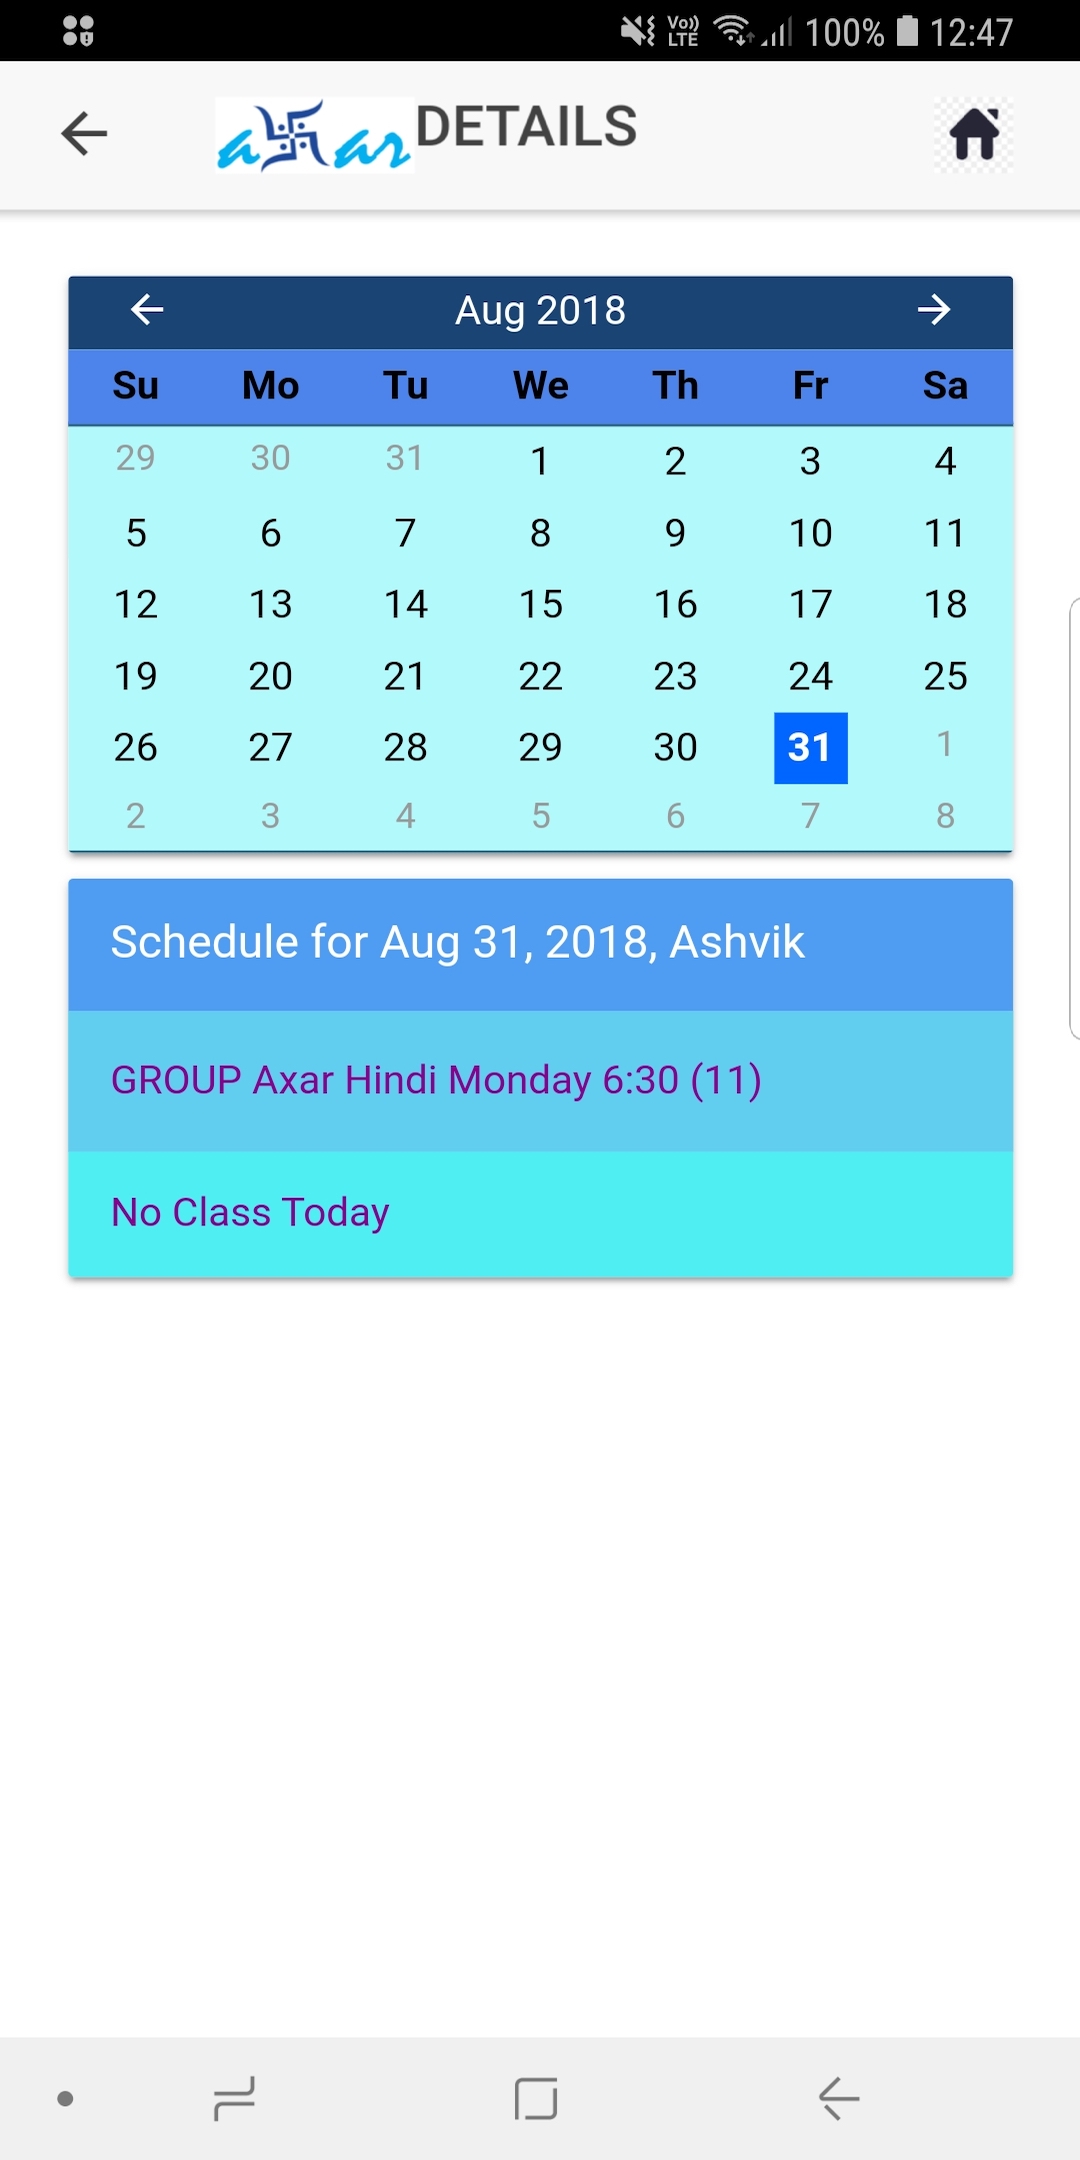 Vo)) LTE 100% 12:47
axar DETAILS
Aug 2018
Su Mo Tu We Th Fr Sa
29 30 31 1 2 3 4
5 6 7 8 9 10 11
12 13 14 15 16 17 18
19 20 21 22 23 24 25
26 27 28 29 30 31 1
2 3 4 5 6 7 8
Schedule for Aug 31, 2018, Ashvik
GROUP Axar Hindi Monday 6:30 (11)
No Class Today